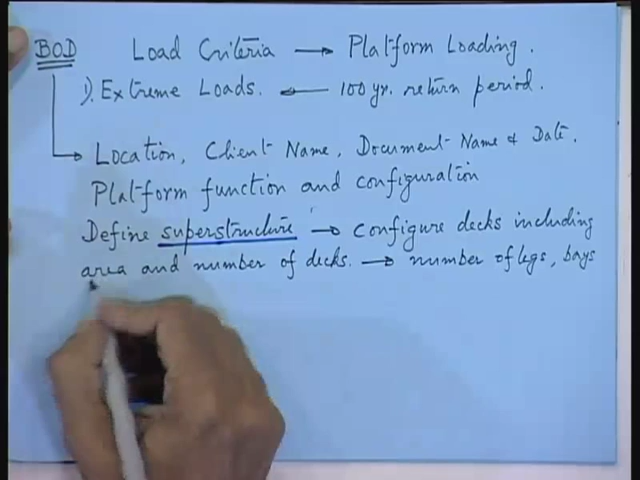 BOD Load Criteria → Platform Loading.
1). Extreme Loads. ← 100 yr. return period.
→ Location, Client Name, Document Name & Date.
Platform function and configuration
Define superstructure → configure decks including
area and number of decks. → number of legs, bays